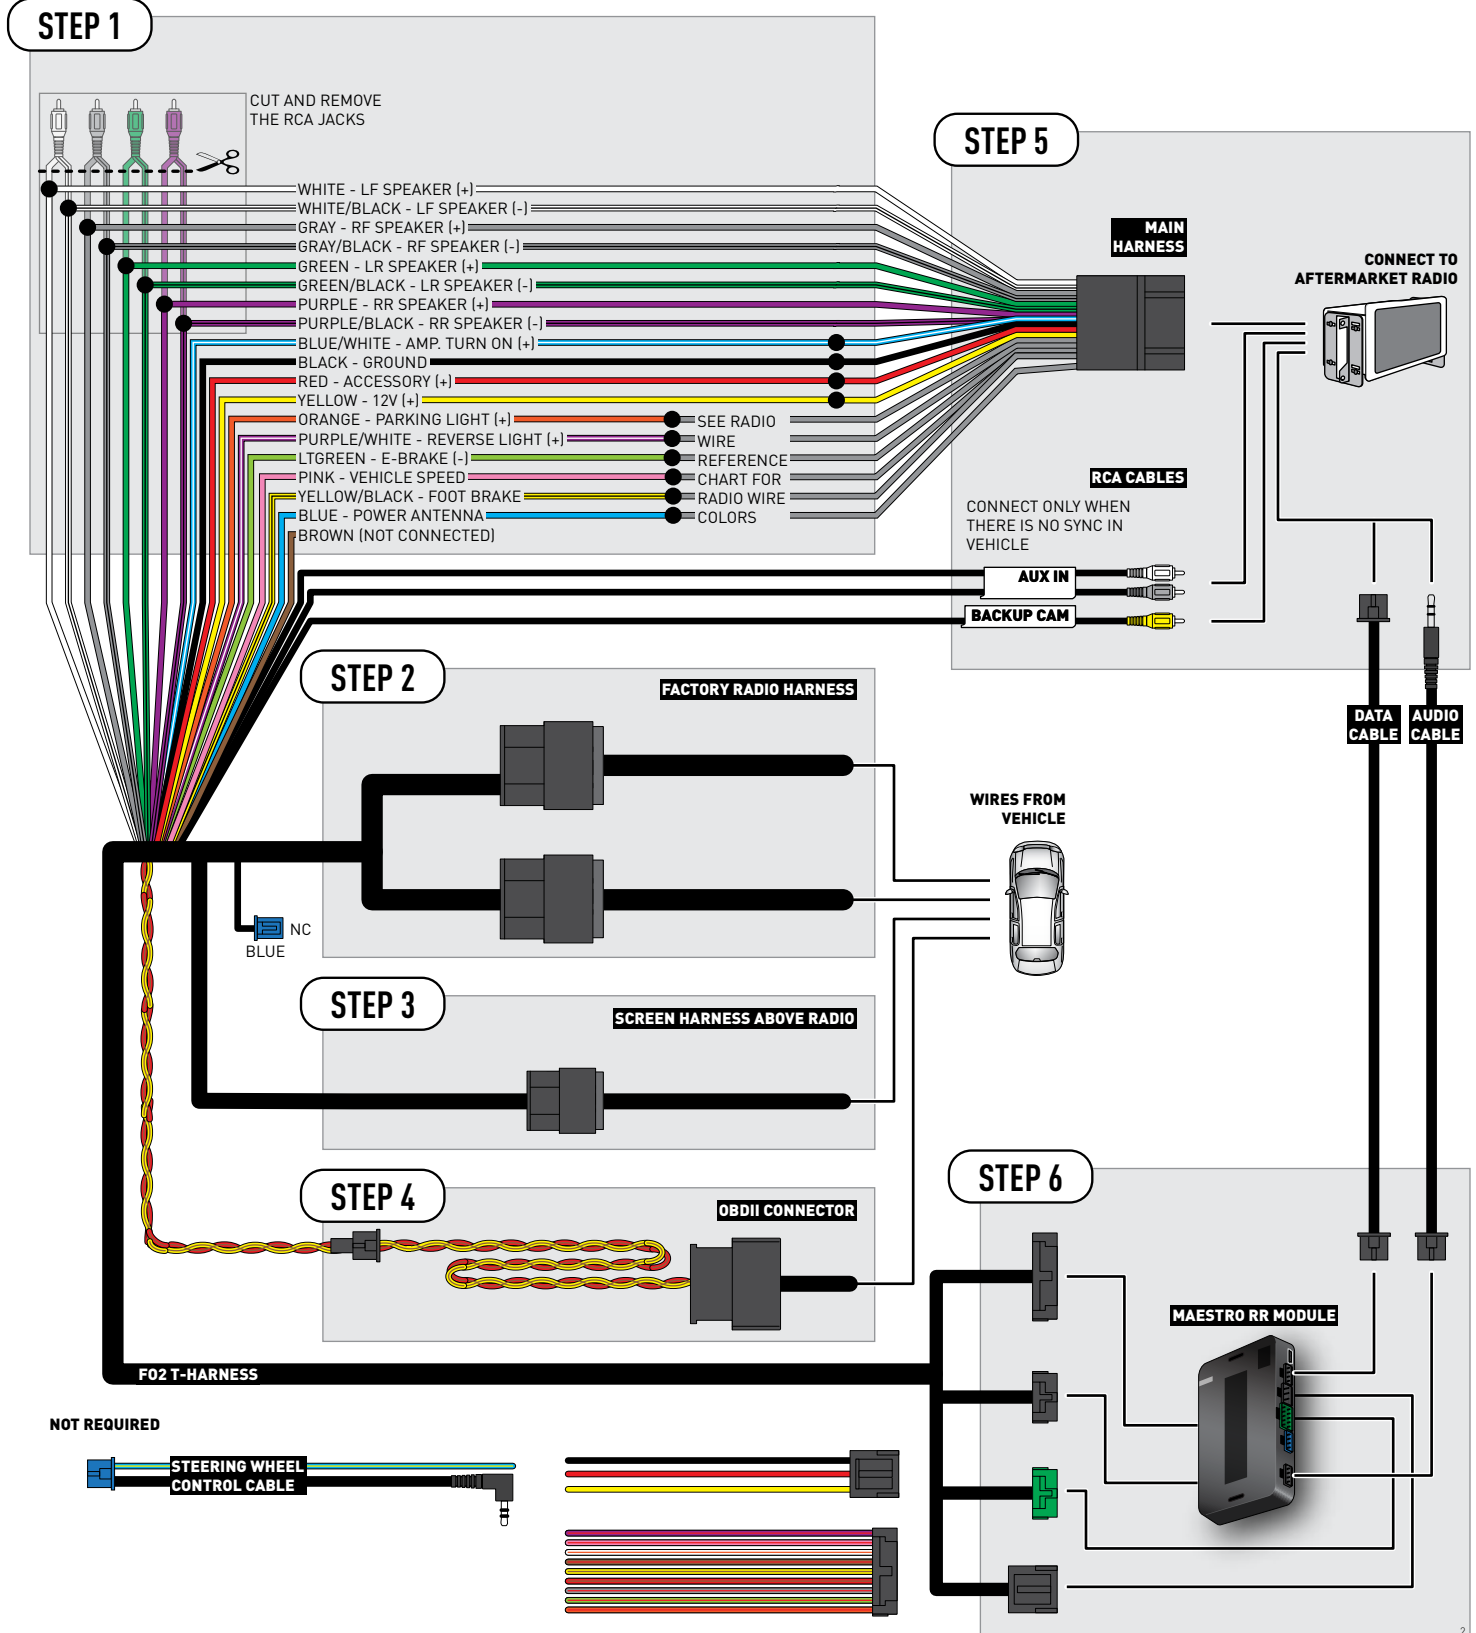 STEP 1
CUT AND REMOVE
THE RCA JACKS
WHITE - LF SPEAKER (+)
WHITE/BLACK - LF SPEAKER (-)
GRAY - RF SPEAKER (+)
GRAY/BLACK - RF SPEAKER (-)
GREEN - LR SPEAKER (+)
GREEN/BLACK - LR SPEAKER (-)
PURPLE - RR SPEAKER (+)
PURPLE/BLACK - RR SPEAKER (-)
BLUE/WHITE - AMP. TURN ON (+)
BLACK - GROUND
RED - ACCESSORY (+)
YELLOW - 12V (+)
ORANGE - PARKING LIGHT (+)
PURPLE/WHITE - REVERSE LIGHT (+)
LTGREEN - E-BRAKE (-)
PINK - VEHICLE SPEED
YELLOW/BLACK - FOOT BRAKE
BLUE - POWER ANTENNA
BROWN (NOT CONNECTED)
SEE RADIO
WIRE
REFERENCE
CHART FOR
RADIO WIRE
COLORS
STEP 5
MAIN
HARNESS
CONNECT TO
AFTERMARKET RADIO
RCA CABLES
CONNECT ONLY WHEN
THERE IS NO SYNC IN
VEHICLE
AUX IN
BACKUP CAM
DATA
CABLE
AUDIO
CABLE
STEP 2
FACTORY RADIO HARNESS
WIRES FROM
VEHICLE
NC
BLUE
STEP 3
SCREEN HARNESS ABOVE RADIO
STEP 4
OBDII CONNECTOR
STEP 6
MAESTRO RR MODULE
FO2 T-HARNESS
NOT REQUIRED
STEERING WHEEL
CONTROL CABLE
2